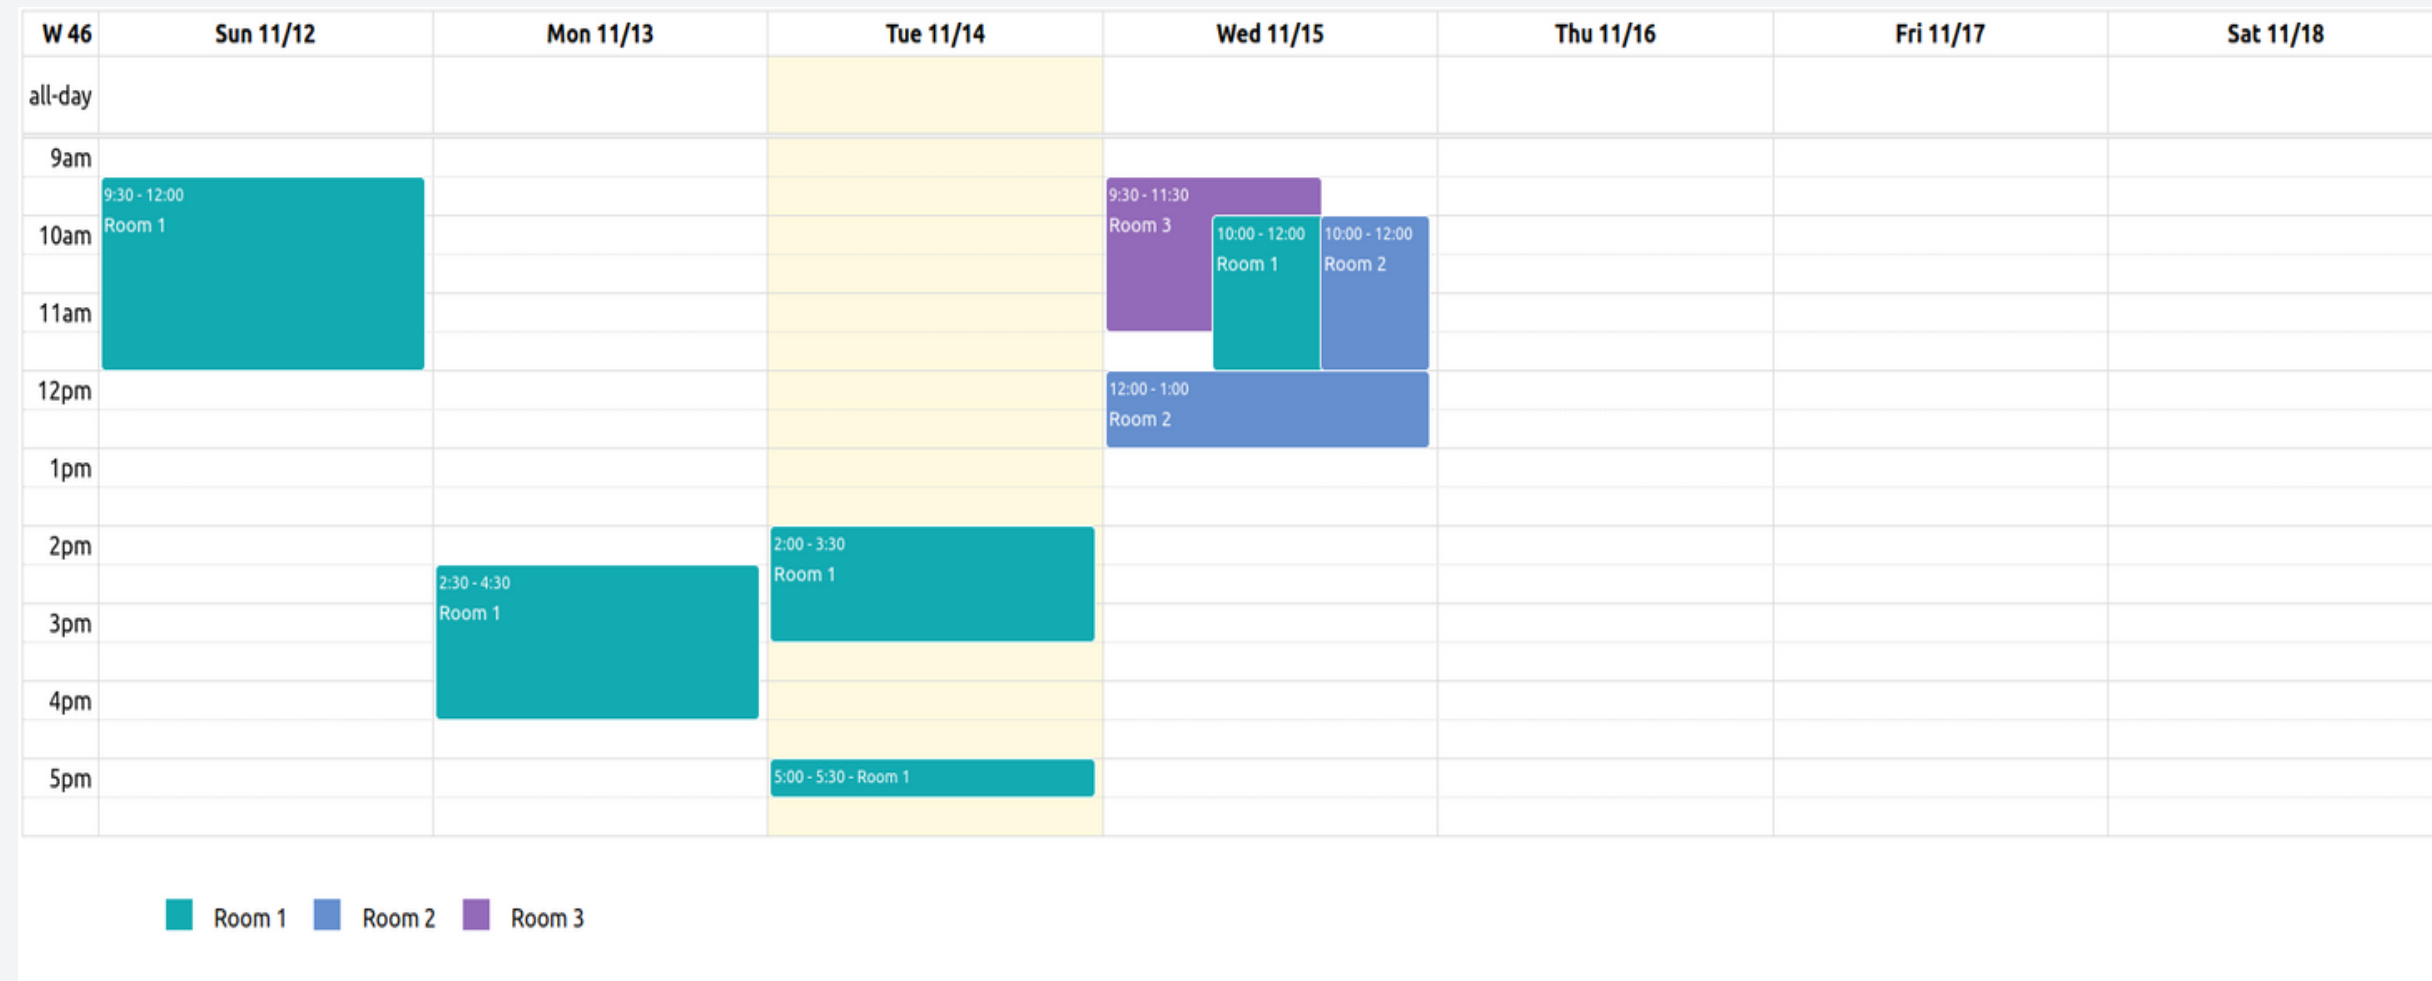 W 46 Sun 11/12 Mon 11/13 Tue 11/14 Wed 11/15 Thu 11/16 Fri 11/17 Sat 11/18
all-day
9am
9:30 - 12:00
Room 1
9:30 - 11:30
Room 3
10am
10:00 - 12:00
Room 1
10:00 - 12:00
Room 2
11am
12pm
12:00 - 1:00
Room 2
1pm
2pm
2:00 - 3:30
Room 1
2:30 - 4:30
Room 1
3pm
4pm
5pm
5:00 - 5:30 - Room 1
Room 1 Room 2 Room 3